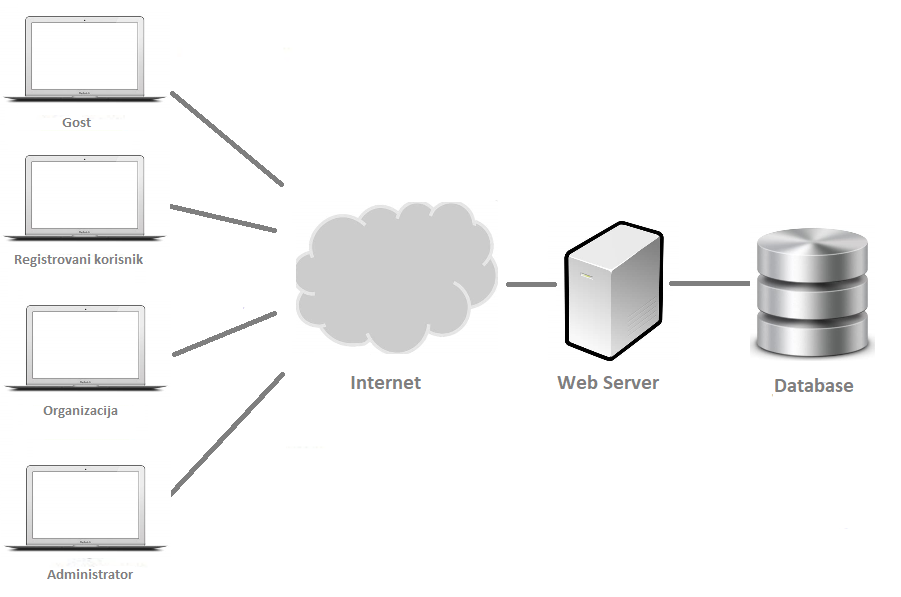 Gost
Registrovani korisnik
Organizacija
Administrator
Internet
Web Server
Database